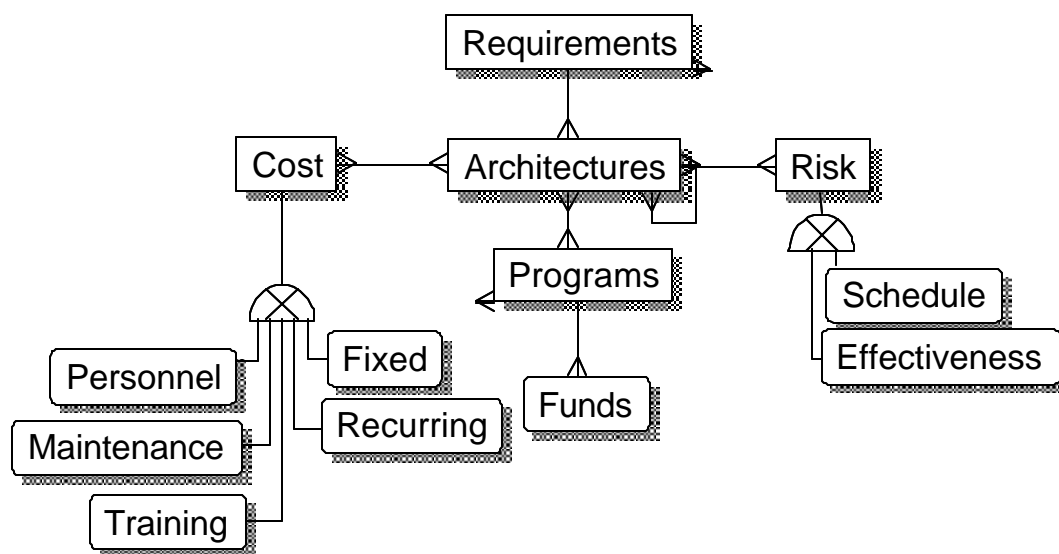 Requirements
Cost
Architectures
Risk
Programs
Schedule
Effectiveness
Personnel
Fixed
Funds
Maintenance
Recurring
Training